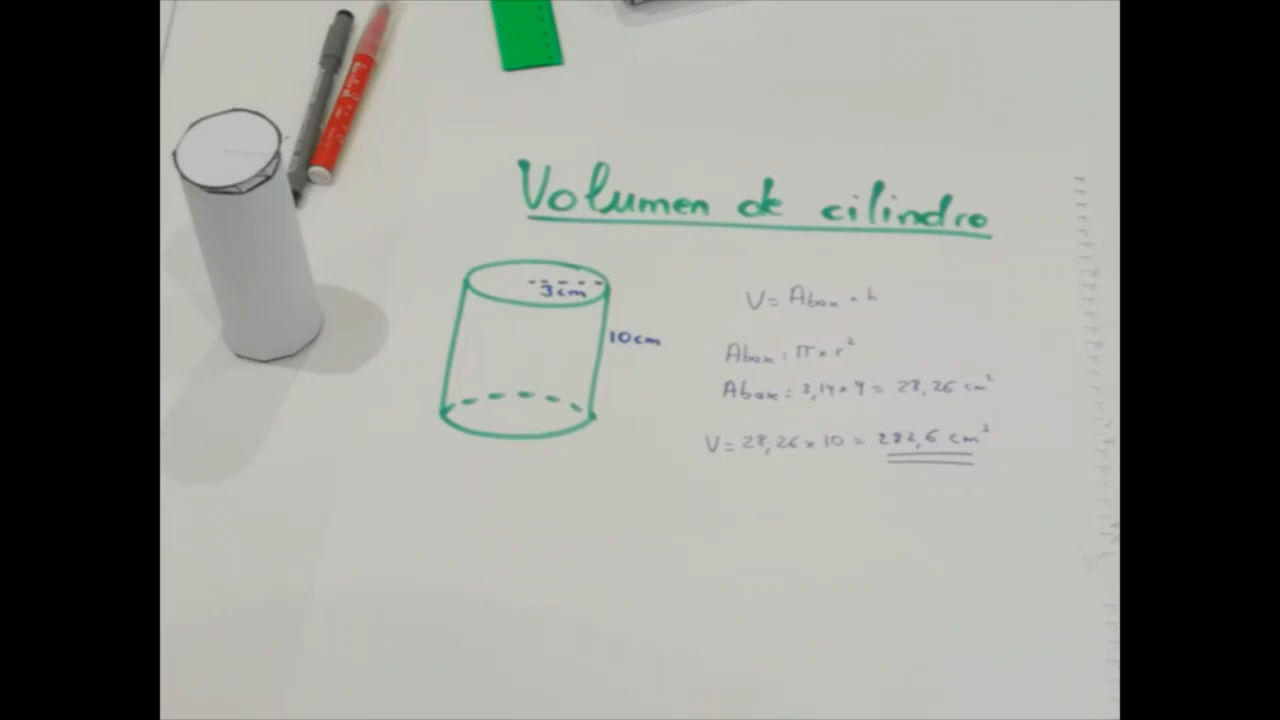 Volumen de cilindro
3cm
10cm
V = Abase × h
Abase = π × r²
Abase = 3,14 × 9 = 28,26 cm²
V = 28,26 × 10 = 282,6 cm³